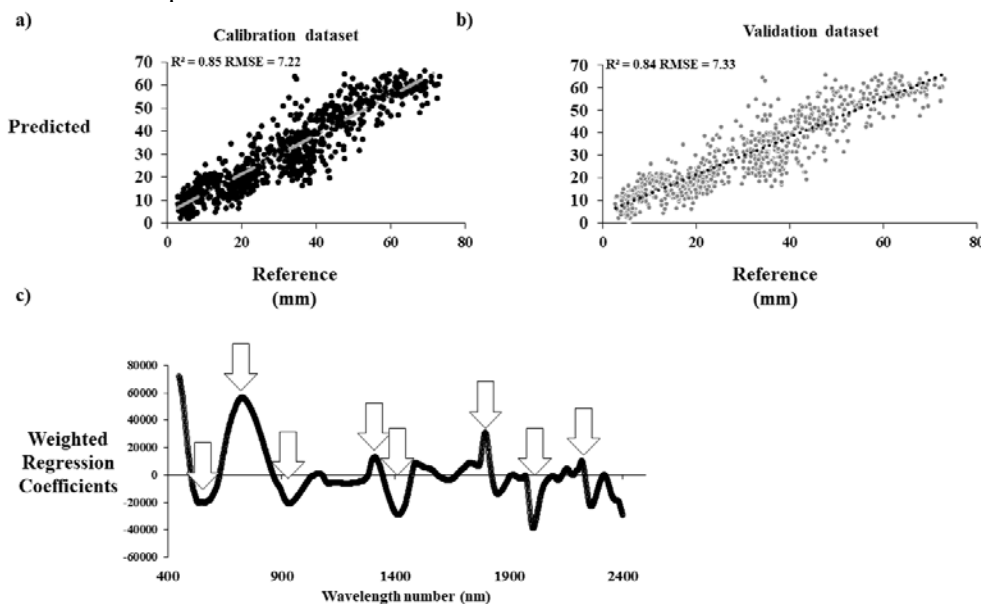 a)
Calibration dataset
R² = 0.85 RMSE = 7.22
70
60
50
40
30
20
10
0
0 20 40 60 80
Predicted
Reference
(mm)
b)
Validation dataset
R² = 0.84 RMSE = 7.33
70
60
50
40
30
20
10
0
0 20 40 60 80
Reference
(mm)
c)
80000
60000
40000
20000
0
-20000
-40000
-60000
Weighted
Regression
Coefficients
400 900 1400 1900 2400
Wavelength number (nm)